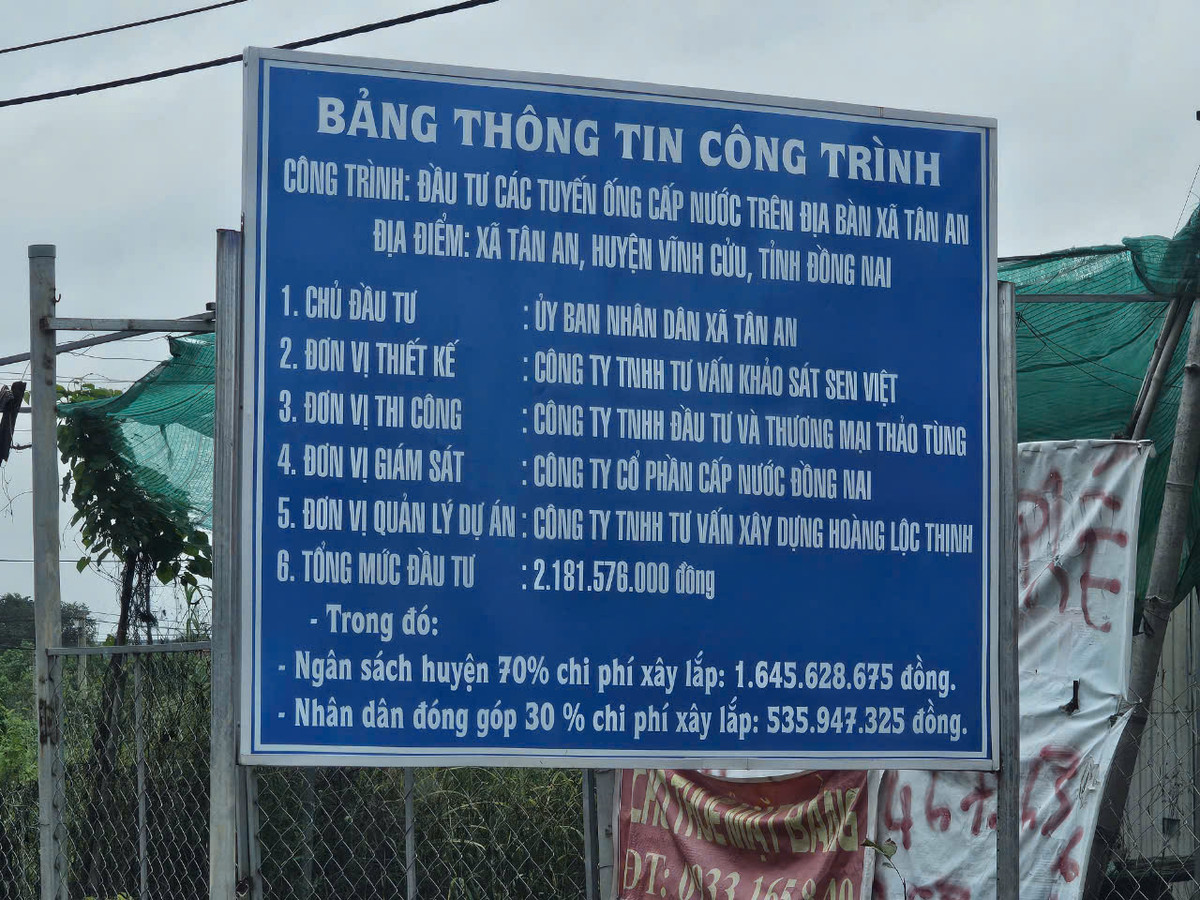 BẢNG THÔNG TIN CÔNG TRÌNH
CÔNG TRÌNH: ĐẦU TƯ CÁC TUYẾN ỐNG CẤP NƯỚC TRÊN ĐỊA BÀN XÃ TÂN AN
ĐỊA ĐIỂM: XÃ TÂN AN, HUYỆN VĨNH CỬU, TỈNH ĐỒNG NAI
1. CHỦ ĐẦU TƯ : ỦY BAN NHÂN DÂN XÃ TÂN AN
2. ĐƠN VỊ THIẾT KẾ : CÔNG TY TNHH TƯ VẤN KHẢO SÁT SEN VIỆT
3. ĐƠN VỊ THI CÔNG : CÔNG TY TNHH ĐẦU TƯ VÀ THƯƠNG MẠI THẢO TÙNG
4. ĐƠN VỊ GIÁM SÁT : CÔNG TY CỔ PHẦN CẤP NƯỚC ĐỒNG NAI
5. ĐƠN VỊ QUẢN LÝ DỰ ÁN : CÔNG TY TNHH TƯ VẤN XÂY DỰNG HOÀNG LỘC THỊNH
6. TỔNG MỨC ĐẦU TƯ : 2.181.576.000 đồng
- Trong đó:
- Ngân sách huyện 70% chi phí xây lắp: 1.645.628.675 đồng.
- Nhân dân đóng góp 30 % chi phí xây lắp: 535.947.325 đồng.
CHO THUÊ MẶT BẰNG
ĐT: 0933.165